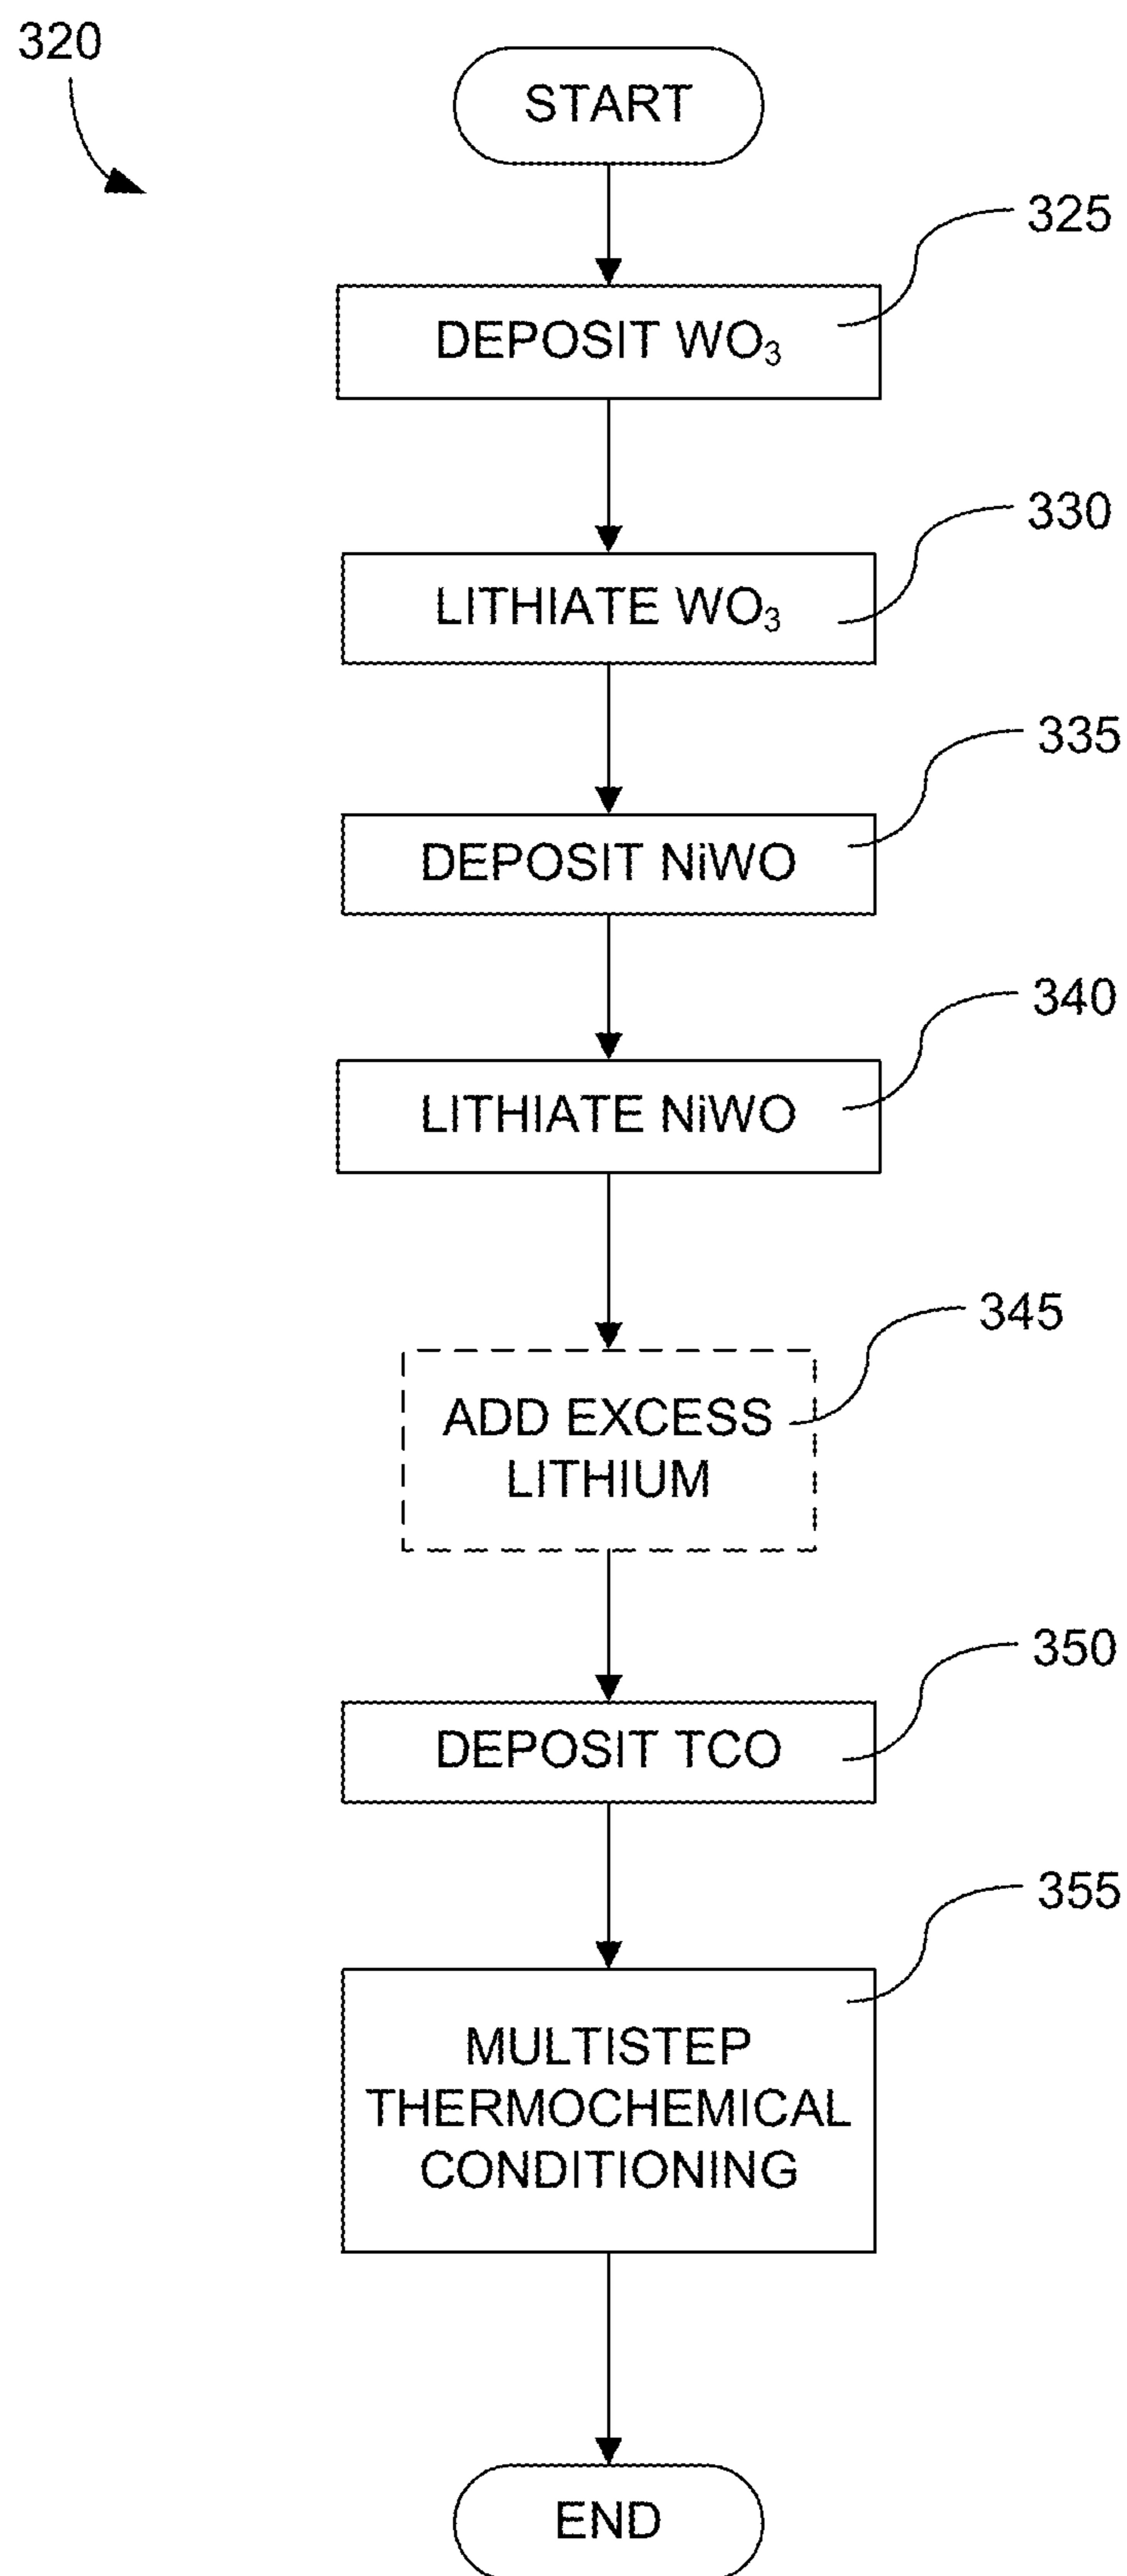 320
START
325
DEPOSIT WO₃
330
LITHIATE WO₃
335
DEPOSIT NiWO
340
LITHIATE NiWO
345
ADD EXCESS
LITHIUM
350
DEPOSIT TCO
355
MULTISTEP
THERMOCHEMICAL
CONDITIONING
END